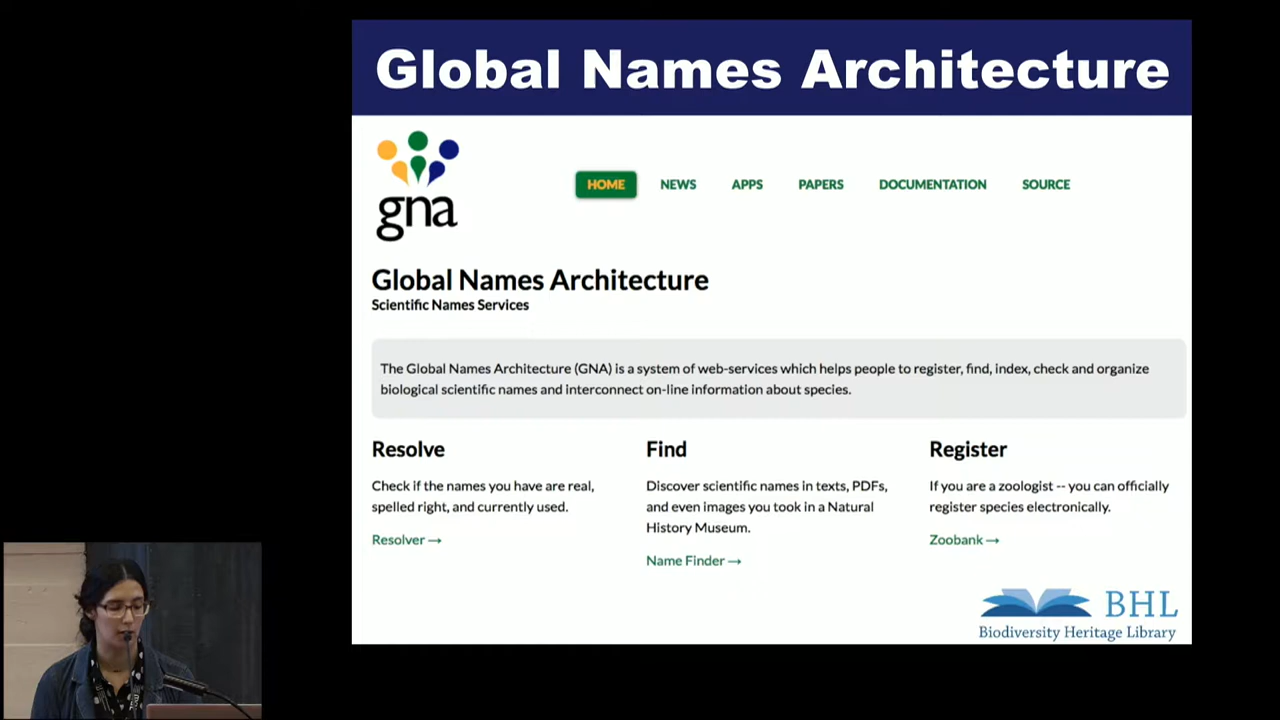 Global Names Architecture
gna
HOME NEWS APPS PAPERS DOCUMENTATION SOURCE
Global Names Architecture
Scientific Names Services
The Global Names Architecture (GNA) is a system of web-services which helps people to register, find, index, check and organize
biological scientific names and interconnect on-line information about species.
Resolve
Check if the names you have are real,
spelled right, and currently used.
Resolver →
Find
Discover scientific names in texts, PDFs,
and even images you took in a Natural
History Museum.
Name Finder →
Register
If you are a zoologist -- you can officially
register species electronically.
Zoobank →
BHL
Biodiversity Heritage Library